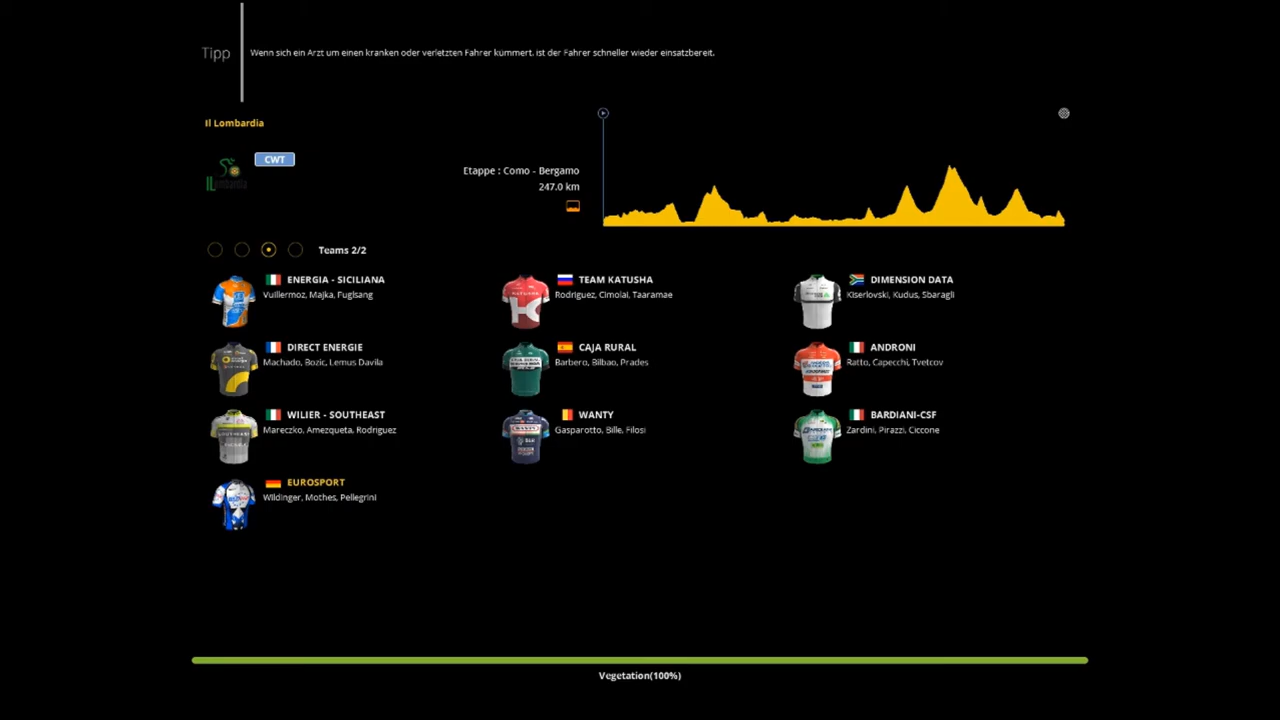 Tipp
Wenn sich ein Arzt um einen kranken oder verletzten Fahrer kümmert, ist der Fahrer schneller wieder einsatzbereit.
Il Lombardia
CWT
Etappe : Como - Bergamo
247.0 km
Teams 2/2
ENERGIA - SICILIANA
Vuillermoz, Majka, Fuglsang
TEAM KATUSHA
Rodriguez, Cimolai, Taaramae
DIMENSION DATA
Kiserlovski, Kudus, Sbaragli
DIRECT ENERGIE
Machado, Bozic, Lemus Davila
CAJA RURAL
Barbero, Bilbao, Prades
ANDRONI
Ratto, Capecchi, Tvetcov
WILIER - SOUTHEAST
Mareczko, Amezqueta, Rodriguez
WANTY
Gasparotto, Bille, Filosi
BARDIANI-CSF
Zardini, Pirazzi, Ciccone
EUROSPORT
Wildinger, Mothes, Pellegrini
Vegetation(100%)